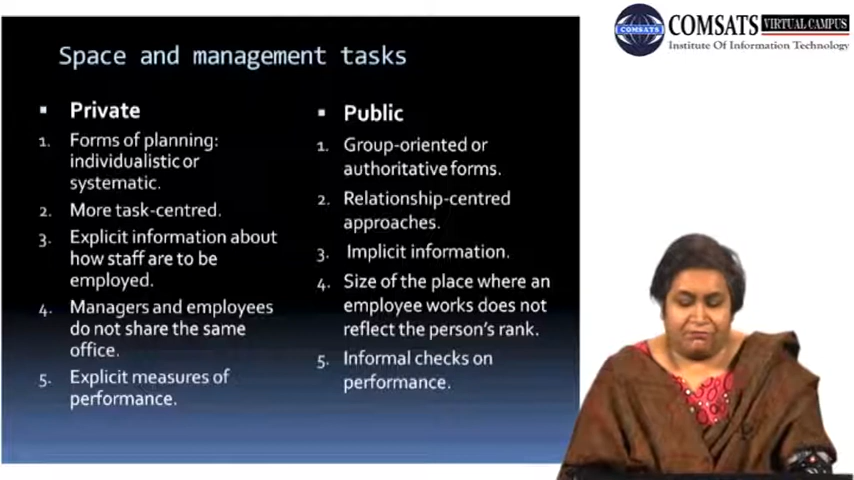 Space and management tasks
Private
1. Forms of planning:
individualistic or
systematic.
2. More task-centred.
3. Explicit information about
how staff are to be
employed.
4. Managers and employees
do not share the same
office.
5. Explicit measures of
performance.
Public
1. Group-oriented or
authoritative forms.
2. Relationship-centred
approaches.
3. Implicit information.
4. Size of the place where an
employee works does not
reflect the person's rank.
5. Informal checks on
performance.
COMSATS
COMSATS VIRTUAL CAMPUS
Institute Of Information Technology